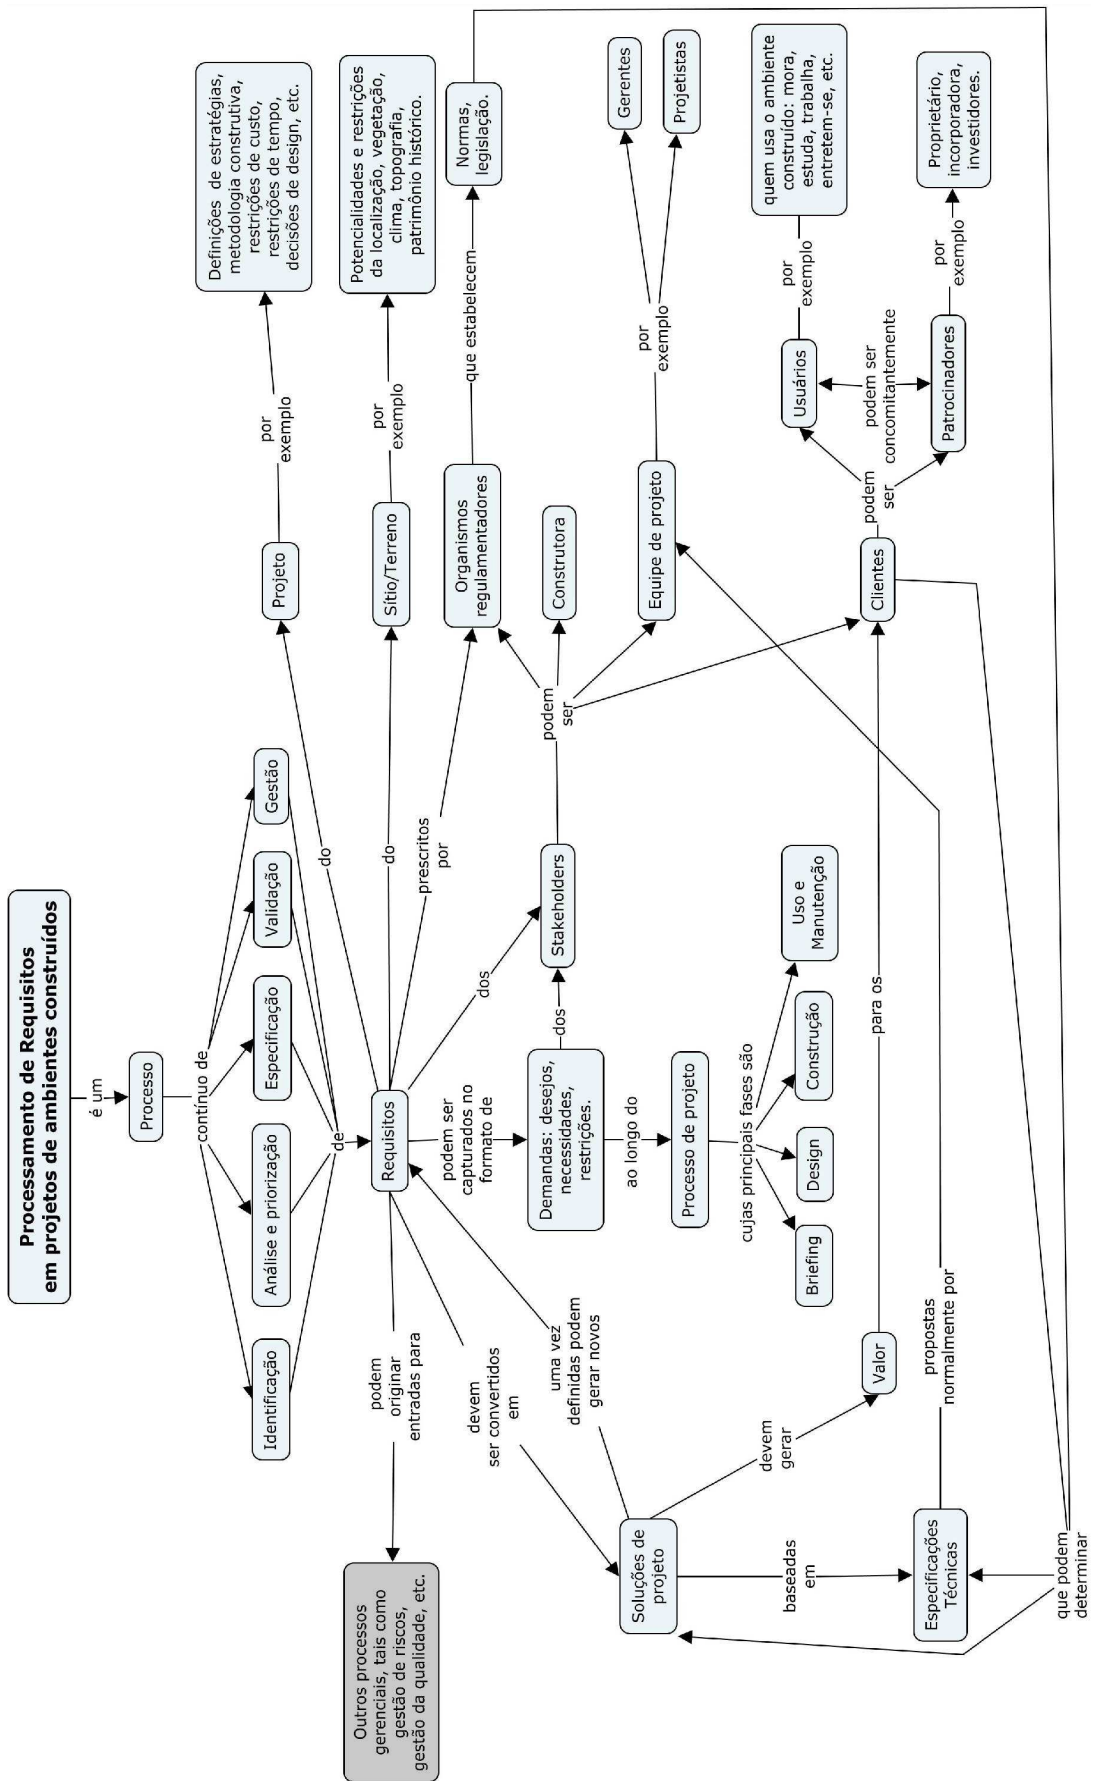 Processamento de Requisitos
em projetos de ambientes construídos
é um
Processo
contínuo de
Identificação
Análise e priorização
Especificação
Validação
Gestão
de
Requisitos
do
Projeto
por
exemplo
Definições de estratégias,
metodologia construtiva,
restrições de custo,
restrições de tempo,
decisões de design, etc.
do
Sítio/Terreno
por
exemplo
Potencialidades e restrições
da localização, vegetação,
clima, topografia,
patrimônio histórico.
prescritos
por
Organismos
regulamentadores
que estabelecem
Normas,
legislação.
dos
Stakeholders
podem
ser
Construtora
Equipe de projeto
por
exemplo
Gerentes
Projetistas
Clientes
podem
ser
Usuários
por
exemplo
quem usa o ambiente
construído: mora,
estuda, trabalha,
entretem-se, etc.
podem ser
concomitantemente
Patrocinadores
por
exemplo
Proprietário,
incorporadora,
investidores.
podem ser
capturados no
formato de
Demandas: desejos,
necessidades,
restrições.
dos
ao longo do
Processo de projeto
cujas principais fases são
Briefing
Design
Construção
Uso e
Manutenção
podem
originar
entradas para
Outros processos
gerenciais, tais como
gestão de riscos,
gestão da qualidade, etc.
devem
ser convertidos
em
uma vez
definidas podem
gerar novos
Soluções de
projeto
devem
gerar
Valor
para os
baseadas
em
Especificações
Técnicas
propostas
normalmente por
que podem
determinar